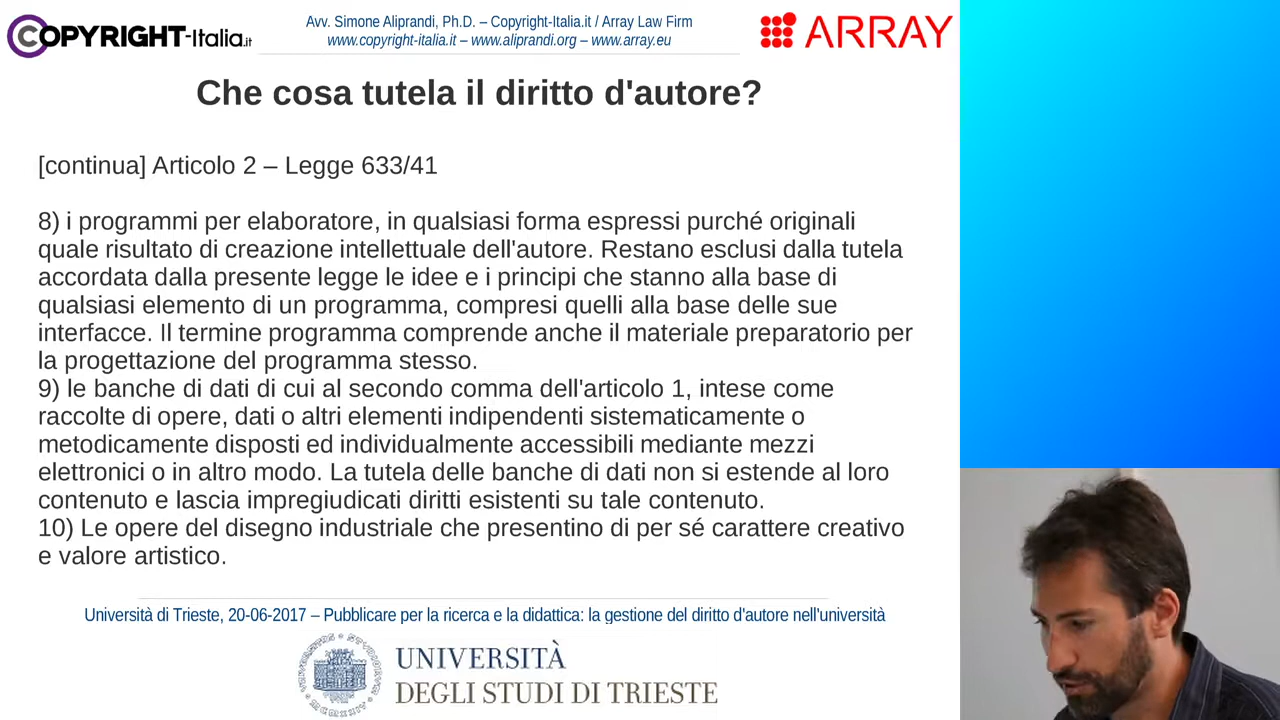 COPYRIGHT-Italia.it
Avv. Simone Aliprandi, Ph.D. – Copyright-Italia.it / Array Law Firm
www.copyright-italia.it – www.aliprandi.org – www.array.eu
ARRAY
Che cosa tutela il diritto d'autore?
[continua] Articolo 2 – Legge 633/41
8) i programmi per elaboratore, in qualsiasi forma espressi purché originali
quale risultato di creazione intellettuale dell'autore. Restano esclusi dalla tutela
accordata dalla presente legge le idee e i principi che stanno alla base di
qualsiasi elemento di un programma, compresi quelli alla base delle sue
interfacce. Il termine programma comprende anche il materiale preparatorio per
la progettazione del programma stesso.
9) le banche di dati di cui al secondo comma dell'articolo 1, intese come
raccolte di opere, dati o altri elementi indipendenti sistematicamente o
metodicamente disposti ed individualmente accessibili mediante mezzi
elettronici o in altro modo. La tutela delle banche di dati non si estende al loro
contenuto e lascia impregiudicati diritti esistenti su tale contenuto.
10) Le opere del disegno industriale che presentino di per sé carattere creativo
e valore artistico.
Università di Trieste, 20-06-2017 – Pubblicare per la ricerca e la didattica: la gestione del diritto d'autore nell'università
UNIVERSITÀ
DEGLI STUDI DI TRIESTE